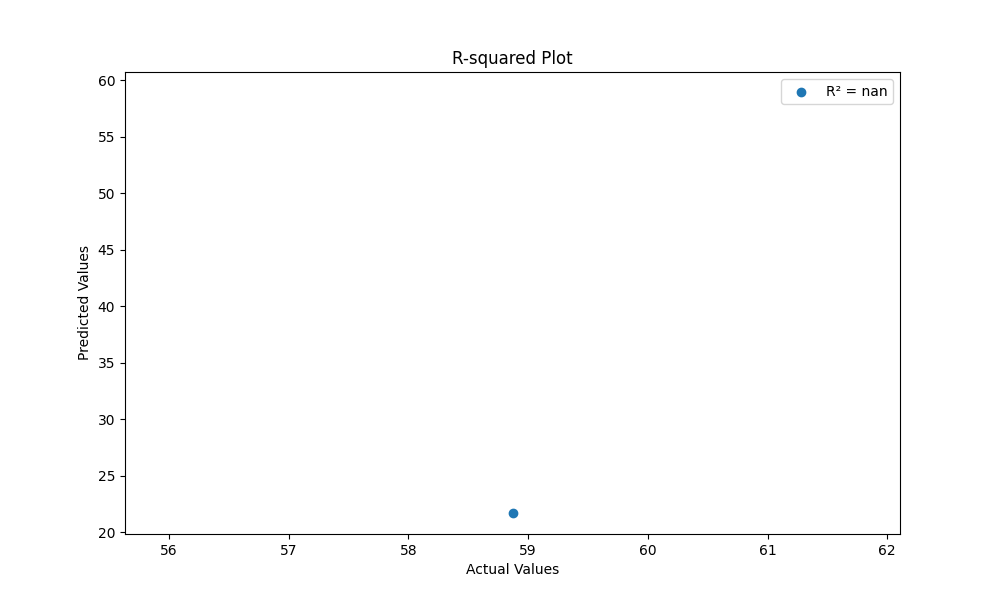 R-squared Plot
R² = nan
60
55
50
45
40
35
30
25
20
Predicted Values
56 57 58 59 60 61 62
Actual Values